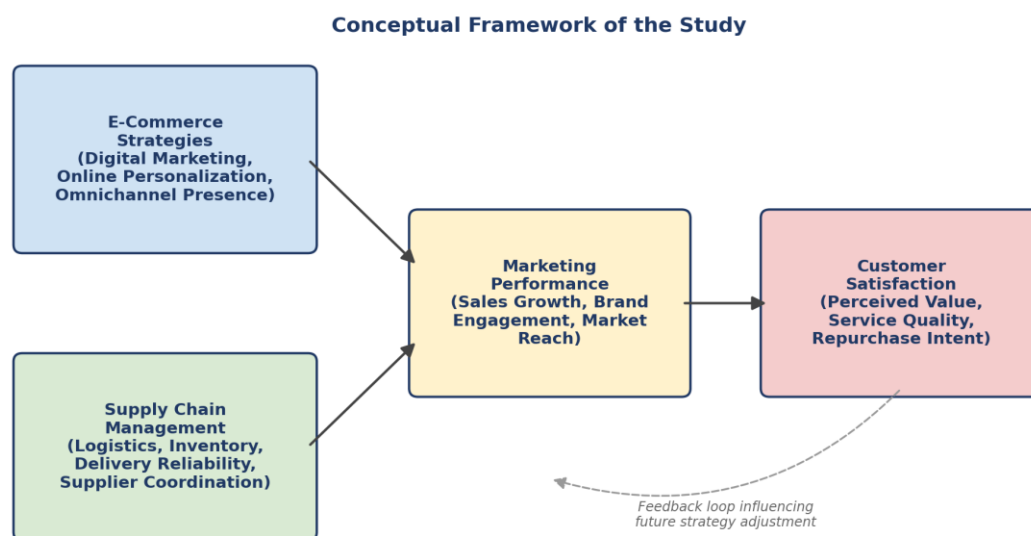 Conceptual Framework of the Study
E-Commerce
Strategies
(Digital Marketing,
Online Personalization,
Omnichannel Presence)
Marketing
Performance
(Sales Growth, Brand
Engagement, Market
Reach)
Customer
Satisfaction
(Perceived Value,
Service Quality,
Repurchase Intent)
Supply Chain
Management
(Logistics, Inventory,
Delivery Reliability,
Supplier Coordination)
Feedback loop influencing
future strategy adjustment